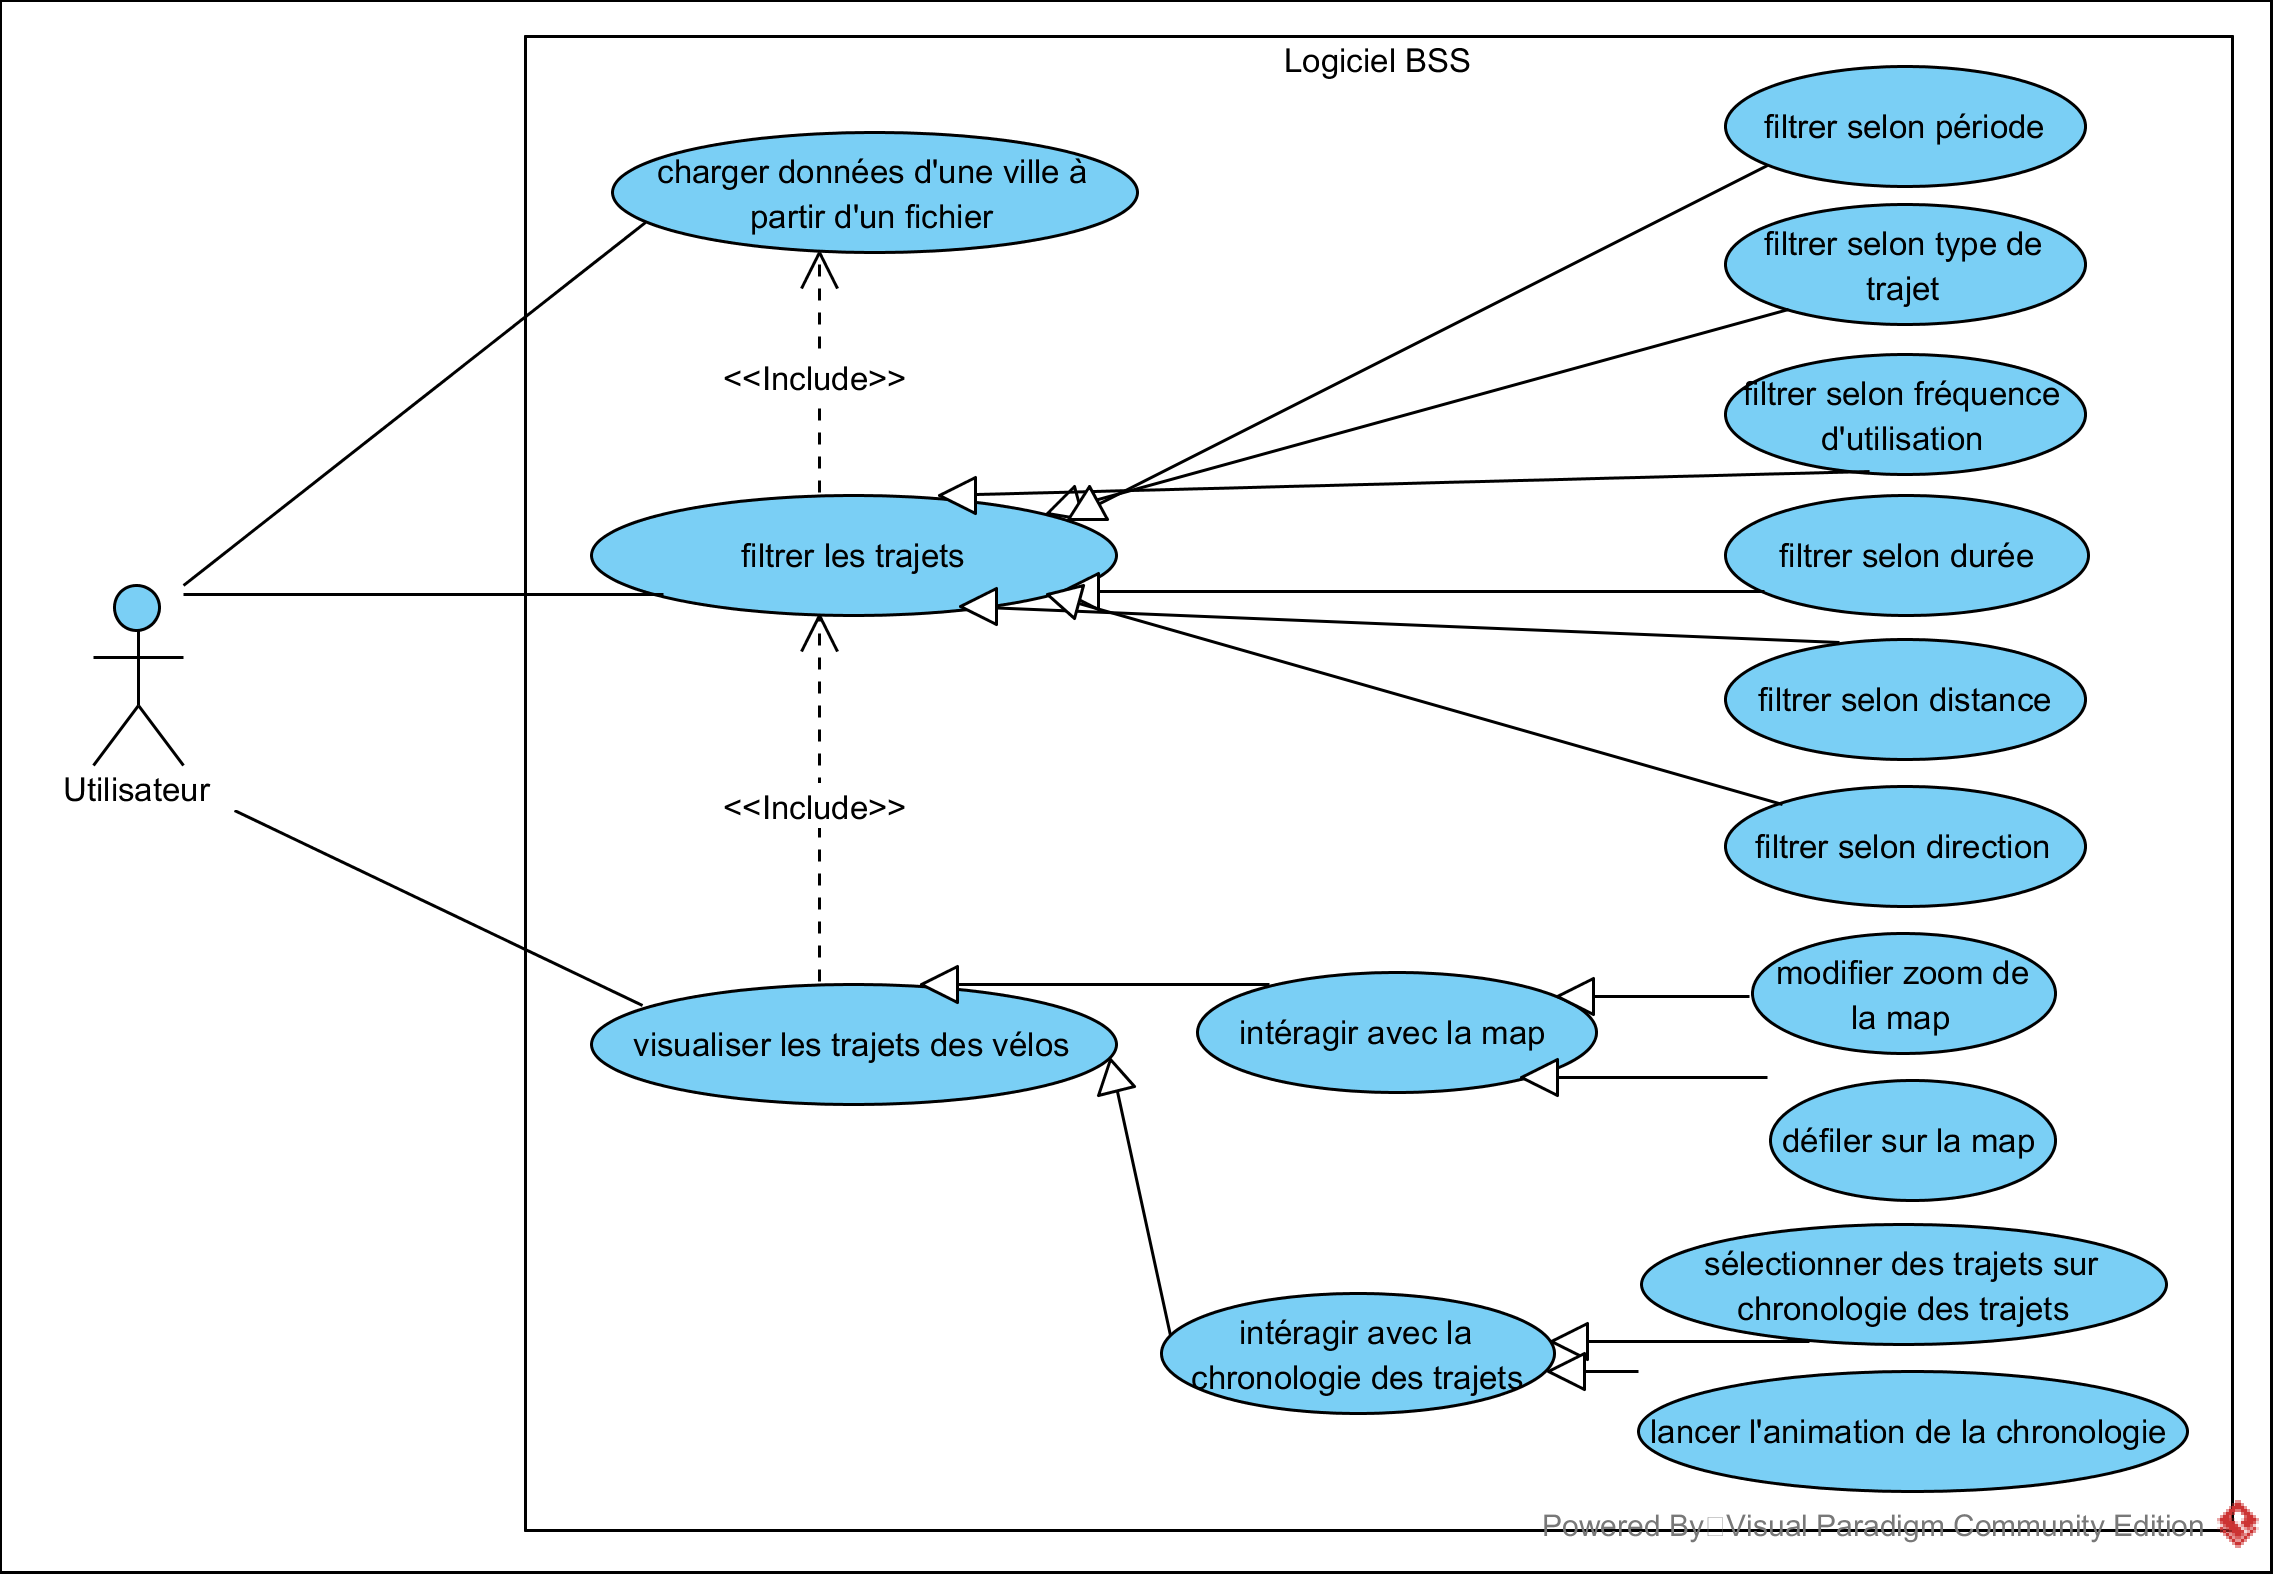 Logiciel BSS
charger données d'une ville à
partir d'un fichier
<<Include>>
filtrer les trajets
<<Include>>
visualiser les trajets des vélos
Utilisateur
filtrer selon période
filtrer selon type de
trajet
filtrer selon fréquence
d'utilisation
filtrer selon durée
filtrer selon distance
filtrer selon direction
intéragir avec la map
modifier zoom de
la map
défiler sur la map
intéragir avec la
chronologie des trajets
sélectionner des trajets sur
chronologie des trajets
lancer l'animation de la chronologie
Powered By Visual Paradigm Community Edition